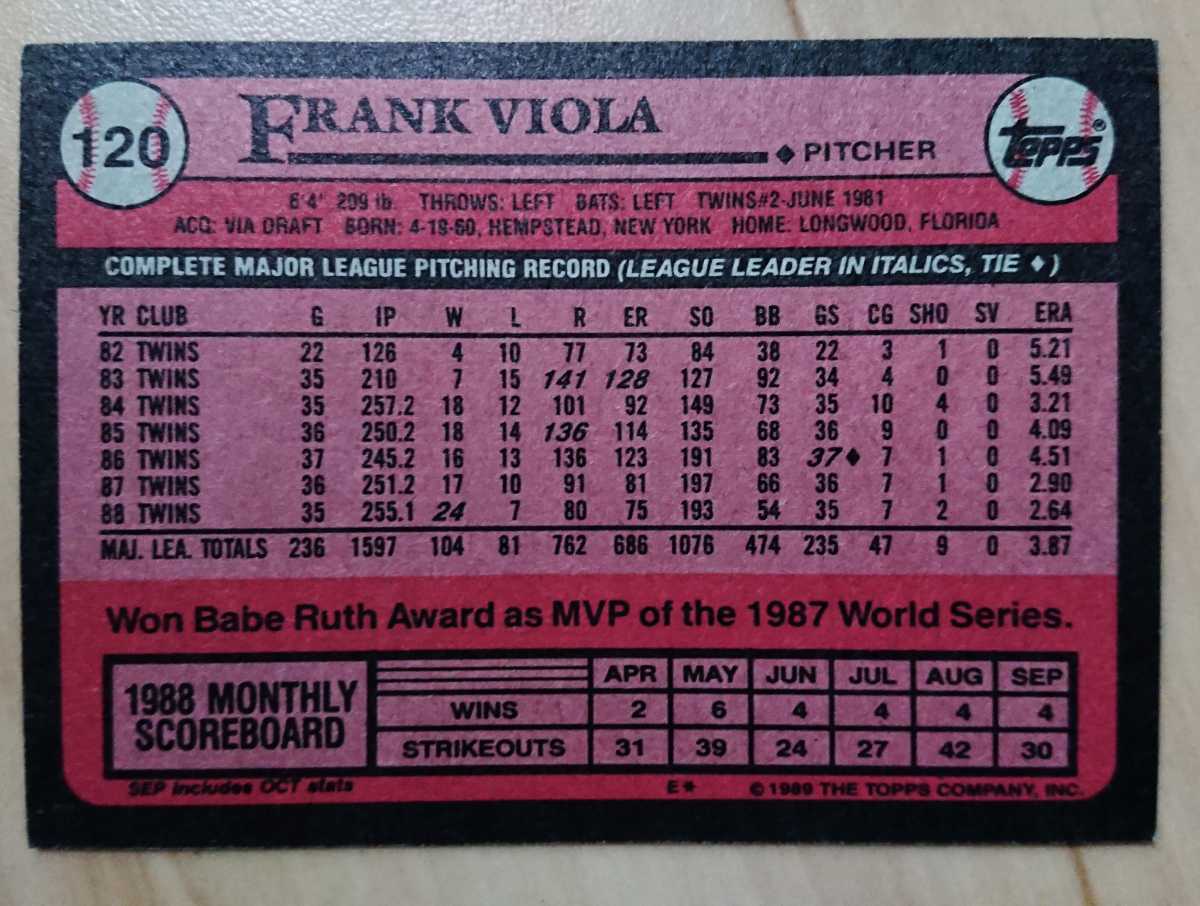 120
FRANK VIOLA
♦ PITCHER
TOPPS®
6'4" 209 lb. THROWS: LEFT BATS: LEFT TWINS#2-JUNE 1981
ACQ: VIA DRAFT BORN: 4-19-60, HEMPSTEAD, NEW YORK HOME: LONGWOOD, FLORIDA
COMPLETE MAJOR LEAGUE PITCHING RECORD (LEAGUE LEADER IN ITALICS, TIE ♦)
YR CLUB G IP W L R ER SO BB GS CG SHO SV ERA
82 TWINS 22 126 4 10 77 73 84 38 22 3 1 0 5.21
83 TWINS 35 210 7 15 141 128 127 92 34 4 0 0 5.49
84 TWINS 35 257.2 18 12 101 92 149 73 35 10 4 0 3.21
85 TWINS 36 250.2 18 14 136 114 135 68 36 9 0 0 4.09
86 TWINS 37 245.2 16 13 136 123 191 83 37♦ 7 1 0 4.51
87 TWINS 36 251.2 17 10 91 81 197 66 36 7 1 0 2.90
88 TWINS 35 255.1 24 7 80 75 193 54 35 7 2 0 2.64
MAJ. LEA. TOTALS 236 1597 104 81 762 686 1076 474 235 47 9 0 3.87
Won Babe Ruth Award as MVP of the 1987 World Series.
1988 MONTHLY
SCOREBOARD
APR MAY JUN JUL AUG SEP
WINS 2 6 4 4 4 4
STRIKEOUTS 31 39 24 27 42 30
SEP includes OCT stats
E* ©1989 THE TOPPS COMPANY, INC.